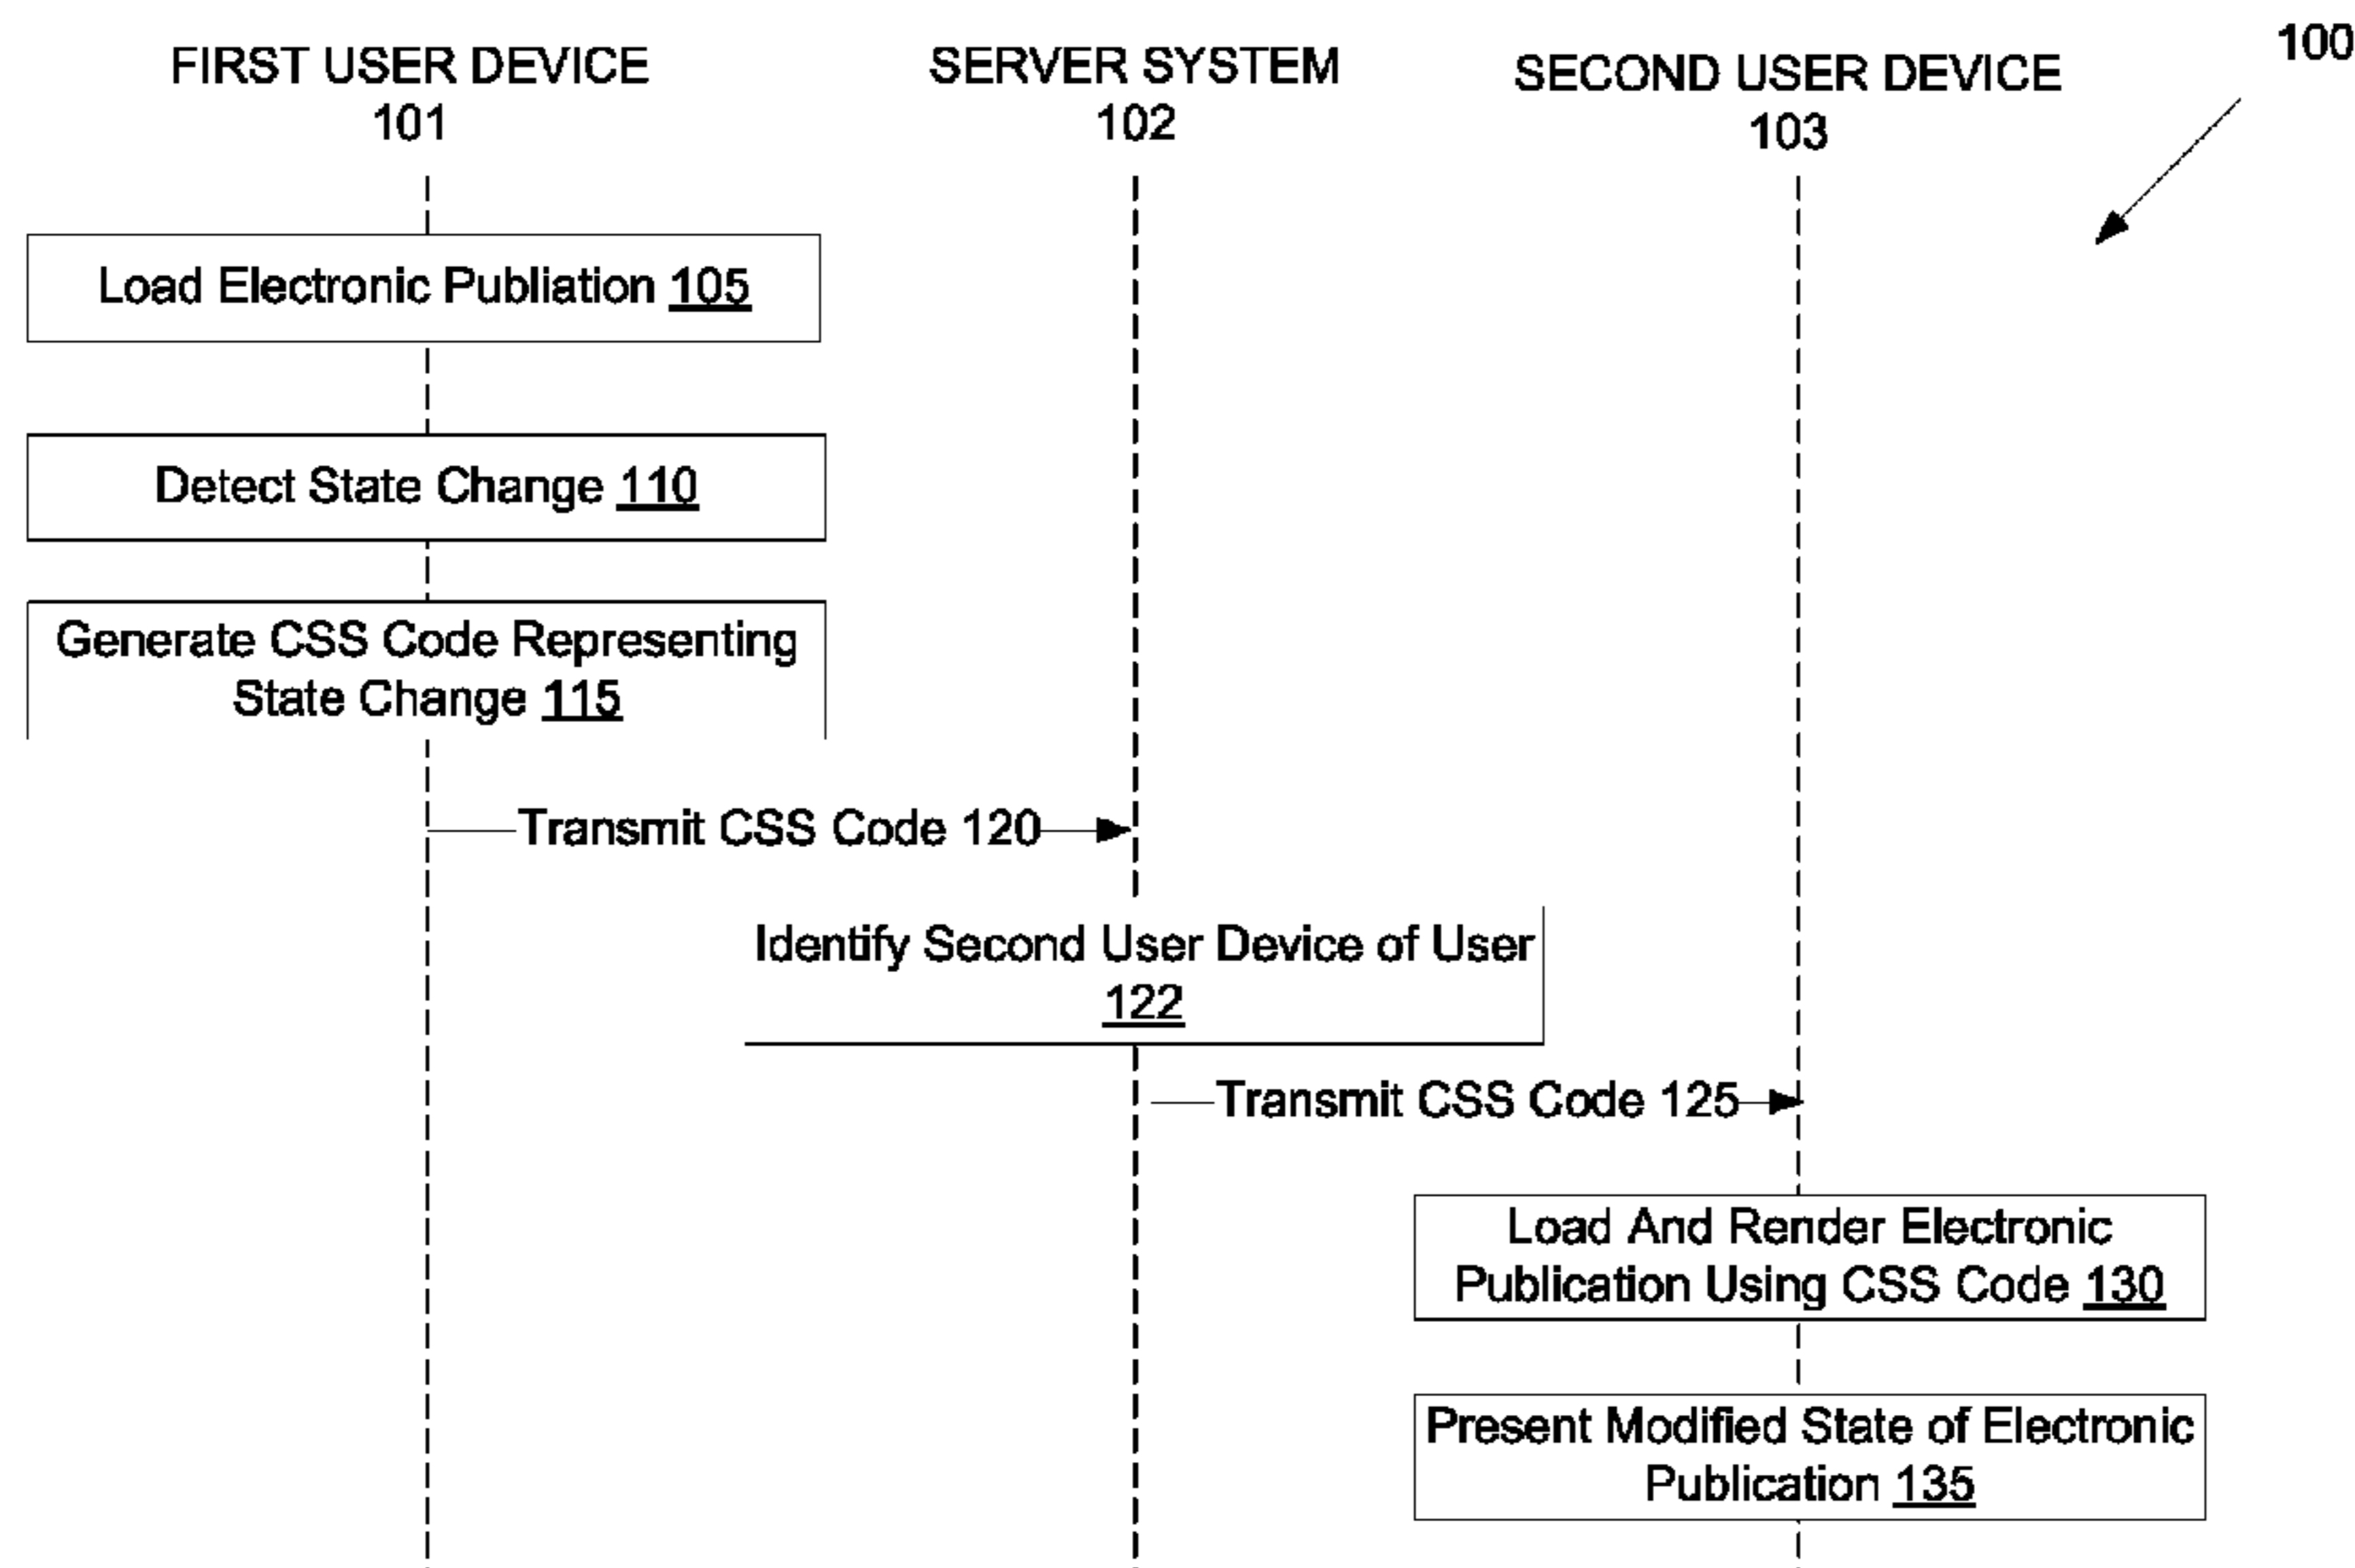 100
FIRST USER DEVICE
101
SERVER SYSTEM
102
SECOND USER DEVICE
103
Load Electronic Publiation 105
Detect State Change 110
Generate CSS Code Representing
State Change 115
Transmit CSS Code 120
Identify Second User Device of User
122
Transmit CSS Code 125
Load And Render Electronic
Publication Using CSS Code 130
Present Modified State of Electronic
Publication 135